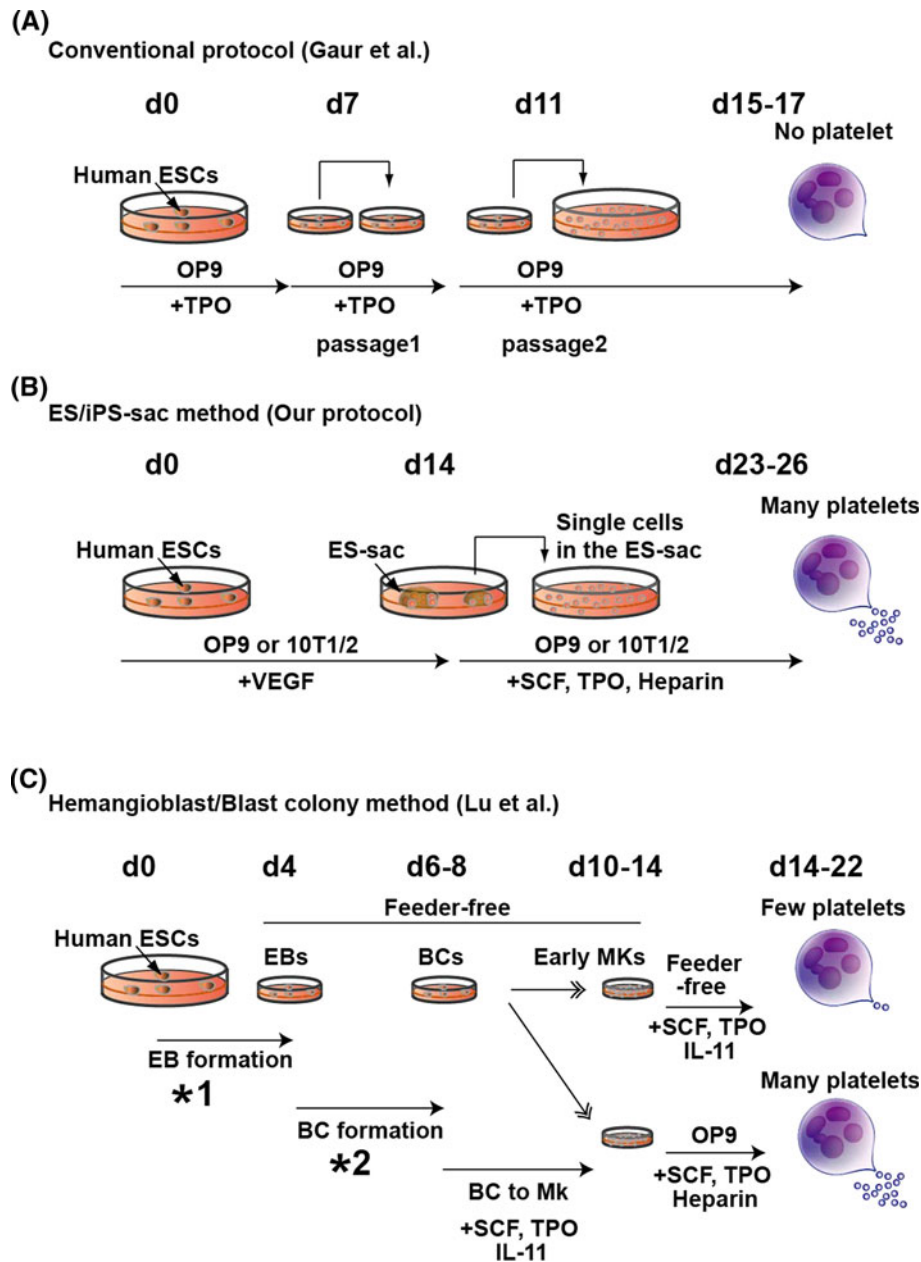 (A)
Conventional protocol (Gaur et al.)
d0 d7 d11 d15-17
No platelet
Human ESCs
OP9 OP9 OP9
+TPO +TPO +TPO
passage1 passage2
(B)
ES/iPS-sac method (Our protocol)
d0 d14 d23-26
Many platelets
Human ESCs ES-sac Single cells
in the ES-sac
OP9 or 10T1/2 OP9 or 10T1/2
+VEGF +SCF, TPO, Heparin
(C)
Hemangioblast/Blast colony method (Lu et al.)
d0 d4 d6-8 d10-14 d14-22
Feeder-free Few platelets
Human ESCs
EBs BCs Early MKs Feeder
-free
+SCF, TPO
IL-11
EB formation
*1
Many platelets
BC formation
*2
OP9
+SCF, TPO
Heparin
BC to Mk
+SCF, TPO
IL-11